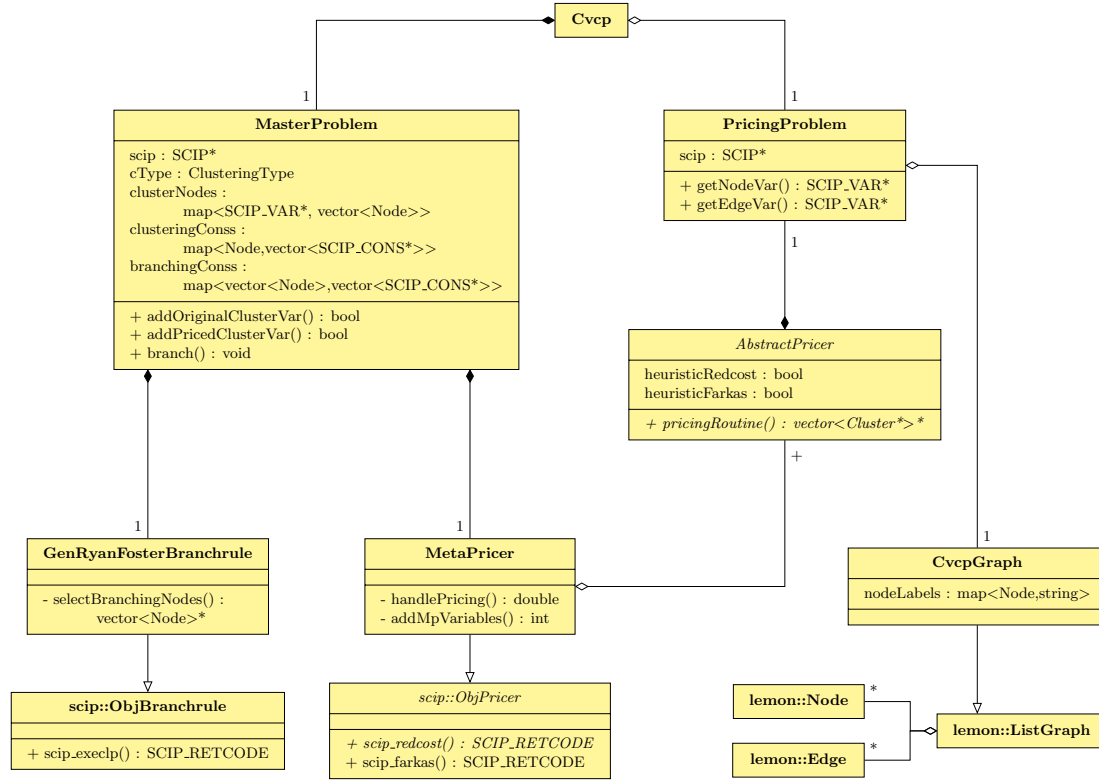 Cvcp
1
1
MasterProblem
scip : SCIP*
cType : ClusteringType
clusterNodes :
map<SCIP_VAR*, vector<Node>>
clusteringConss :
map<Node,vector<SCIP_CONS*>>
branchingConss :
map<vector<Node>,vector<SCIP_CONS*>>
+ addOriginalClusterVar() : bool
+ addPricedClusterVar() : bool
+ branch() : void
PricingProblem
scip : SCIP*
+ getNodeVar() : SCIP_VAR*
+ getEdgeVar() : SCIP_VAR*
1
AbstractPricer
heuristicRedcost : bool
heuristicFarkas : bool
+ pricingRoutine() : vector<Cluster*>*
+
1
1
1
GenRyanFosterBranchrule
- selectBranchingNodes() :
vector<Node>*
MetaPricer
- handlePricing() : double
- addMpVariables() : int
CvcpGraph
nodeLabels : map<Node,string>
scip::ObjBranchrule
+ scip_execlp() : SCIP_RETCODE
scip::ObjPricer
+ scip_redcost() : SCIP_RETCODE
+ scip_farkas() : SCIP_RETCODE
lemon::Node
*
lemon::ListGraph
lemon::Edge
*